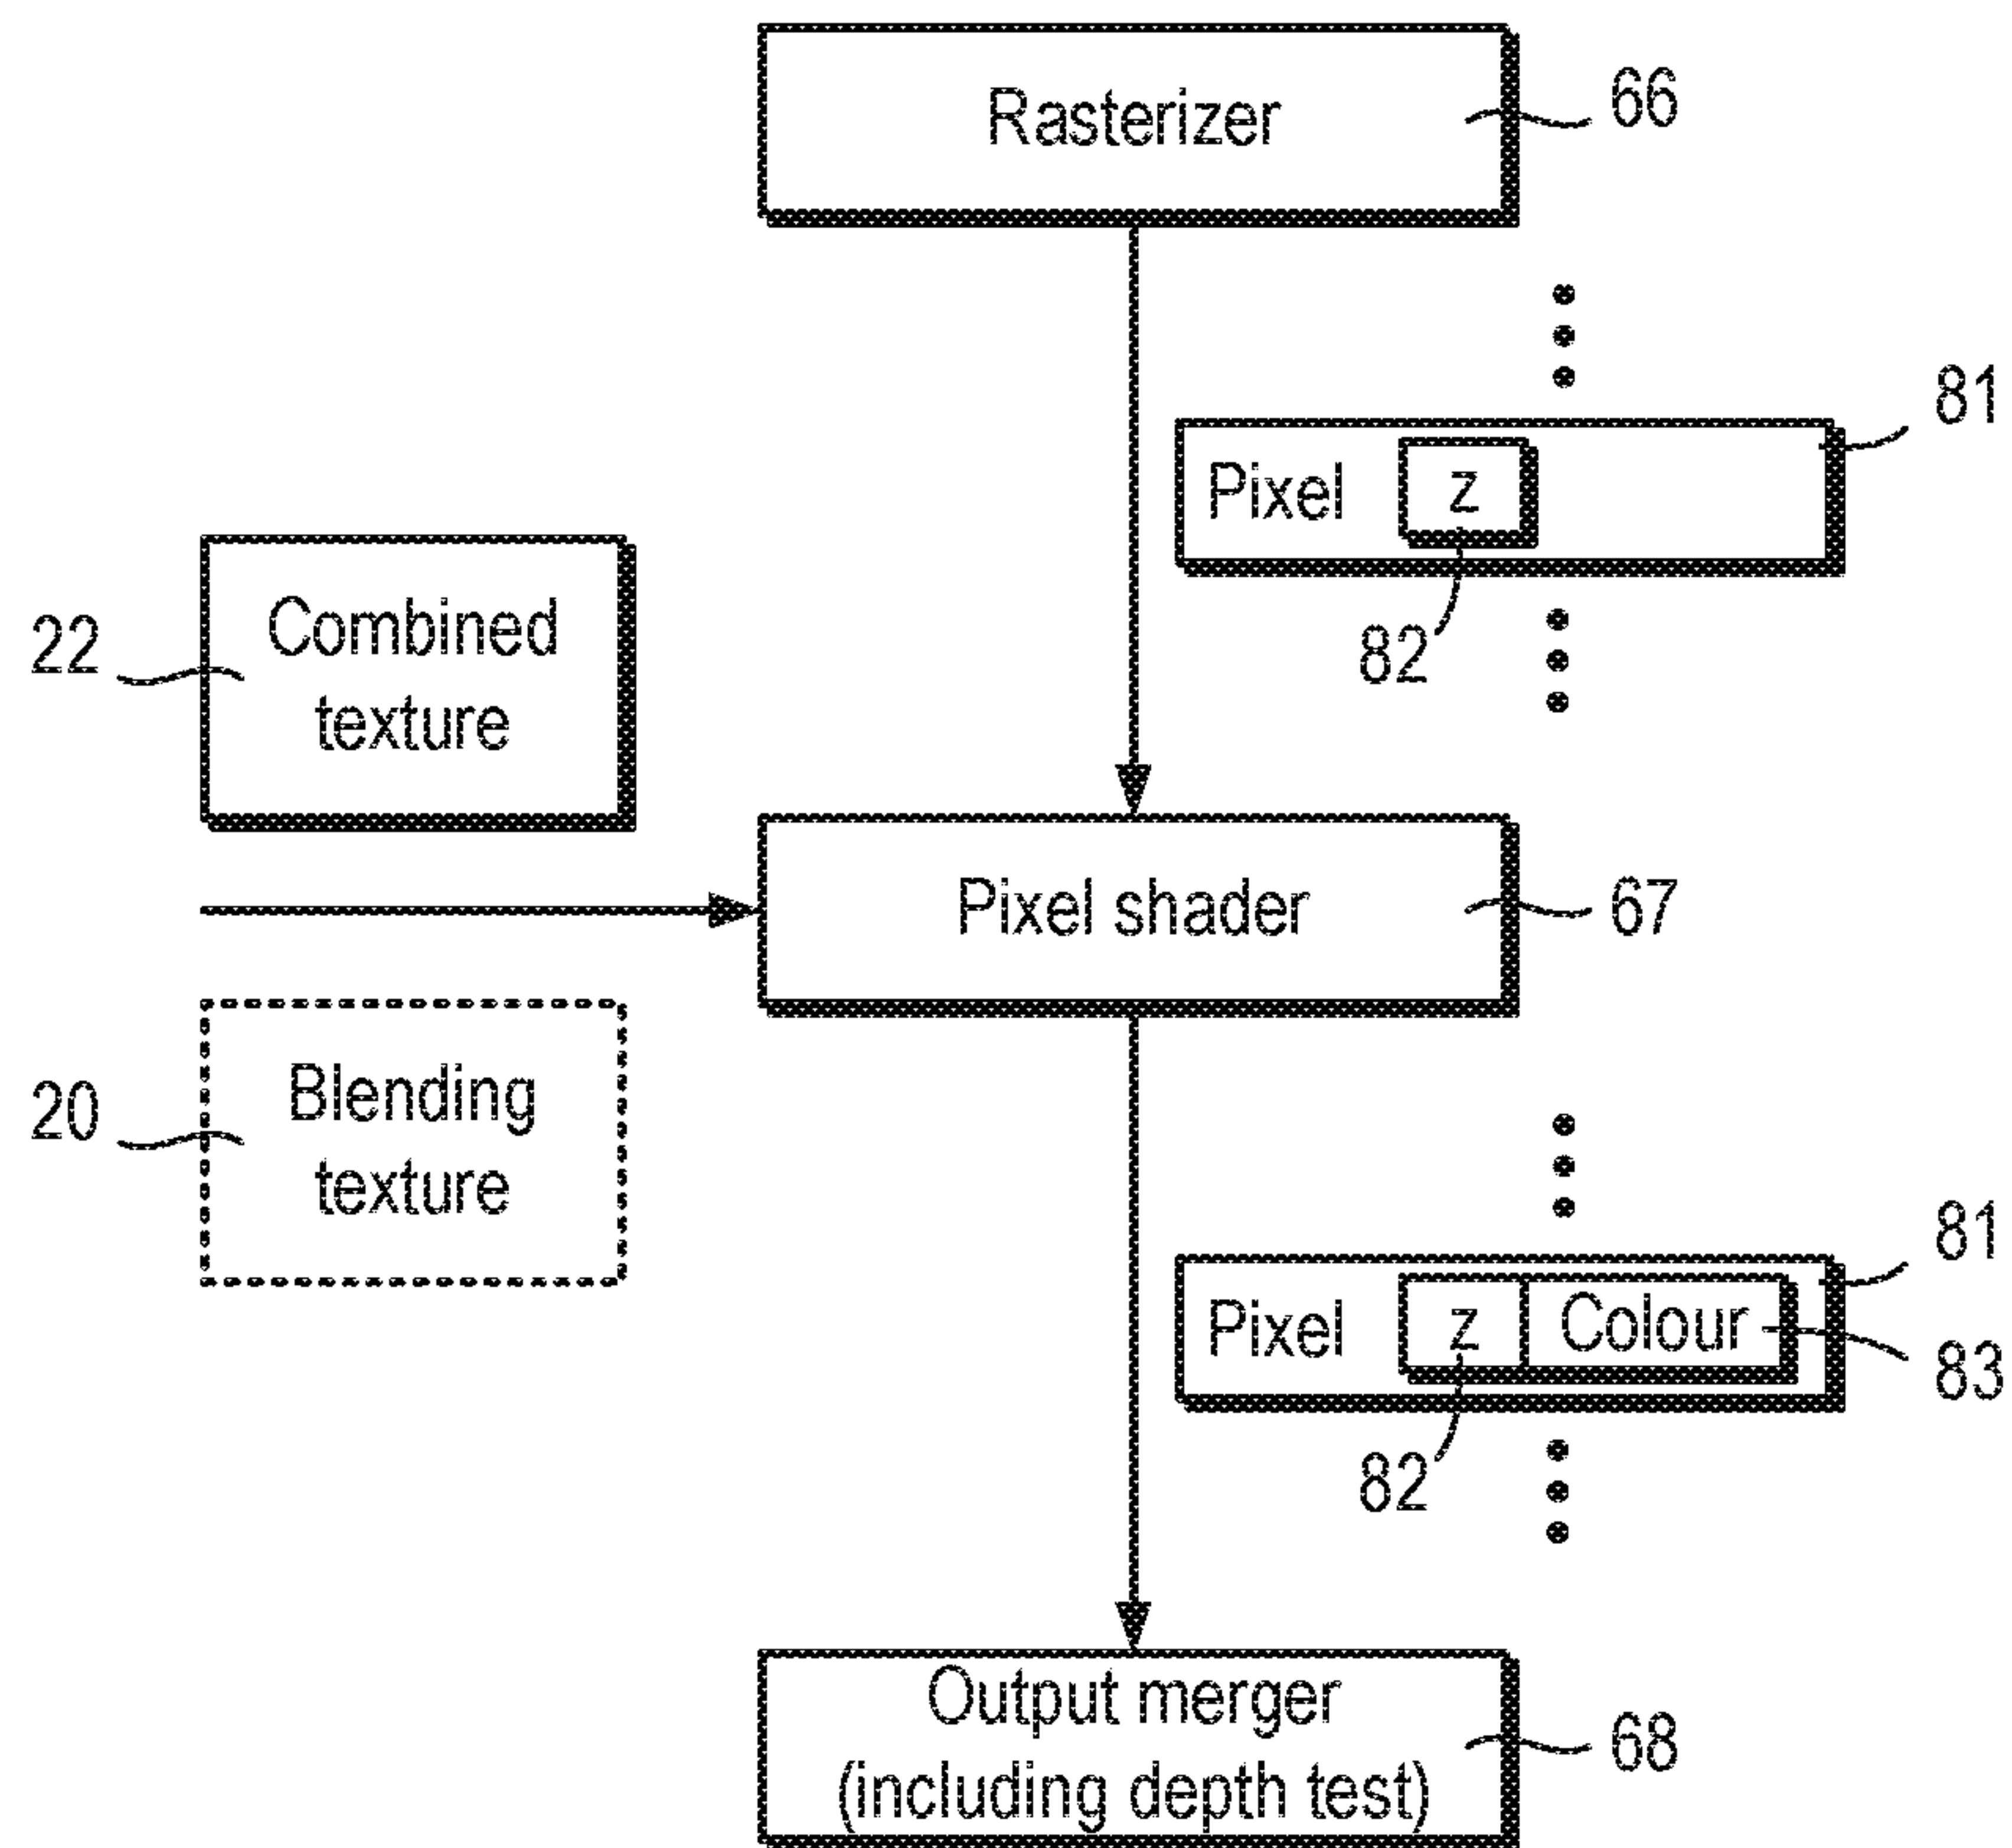 Rasterizer
66
81
Pixel
z
82
22
Combined
texture
Pixel shader
67
20
Blending
texture
81
Pixel
z
Colour
83
82
Output merger
(including depth test)
68